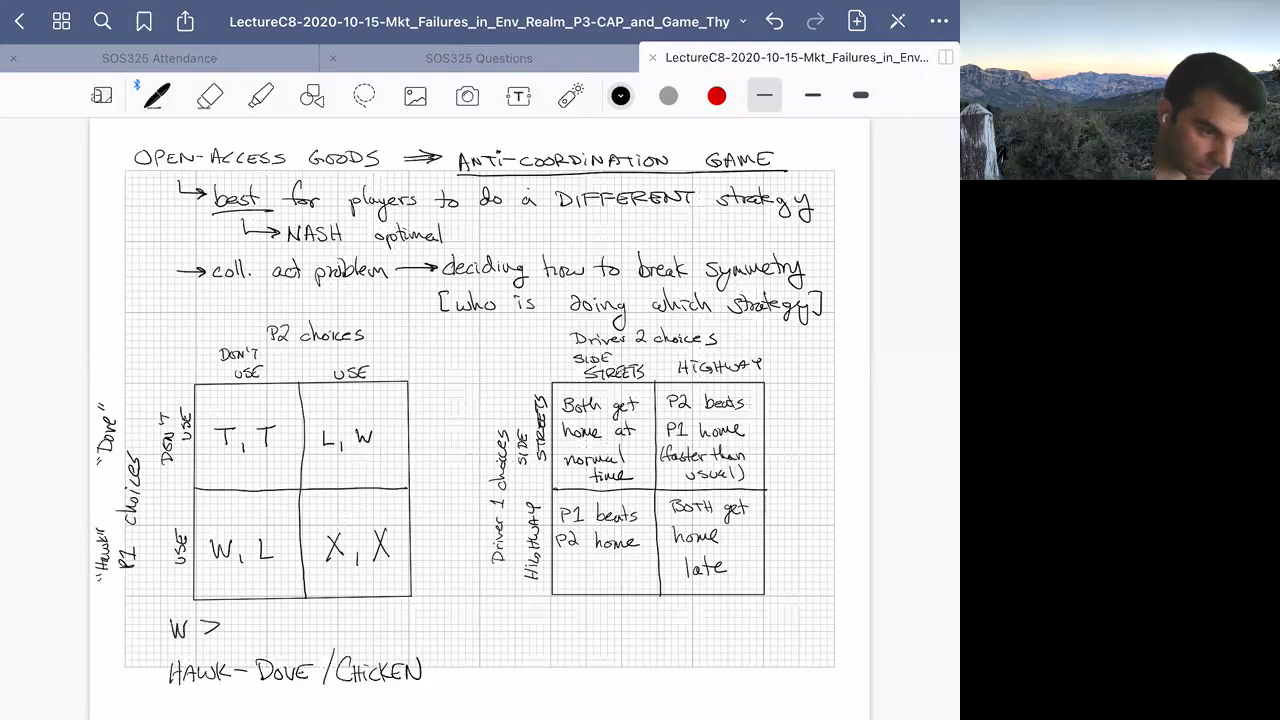 LectureC8-2020-10-15-Mkt_Failures_in_Env_Realm_P3-CAP_and_Game_Thy
SOS325 Attendance
SOS325 Questions
LectureC8-2020-10-15-Mkt_Failures_in_Env...
T
OPEN-ACCESS GOODS ⇒ ANTI-COORDINATION GAME
↳ best for players to do a DIFFERENT strategy
↳ NASH optimal
→ coll. act problem → deciding how to break symmetry
[who is doing which strategy]
P2 choices
DON'T USE
USE
"Dove"
"Hawk"
P1 choices
DON'T USE
USE
T, T
L, W
W, L
X, X
W >
HAWK-DOVE/CHICKEN
Driver 2 choices
SIDE STREETS
HIGHWAY
Driver 1 choices
SIDE STREETS
HIGHWAY
Both get
home at
normal
time
P2 beats
P1 home
(faster than
usual)
P1 beats
P2 home
BOTH get
home
late